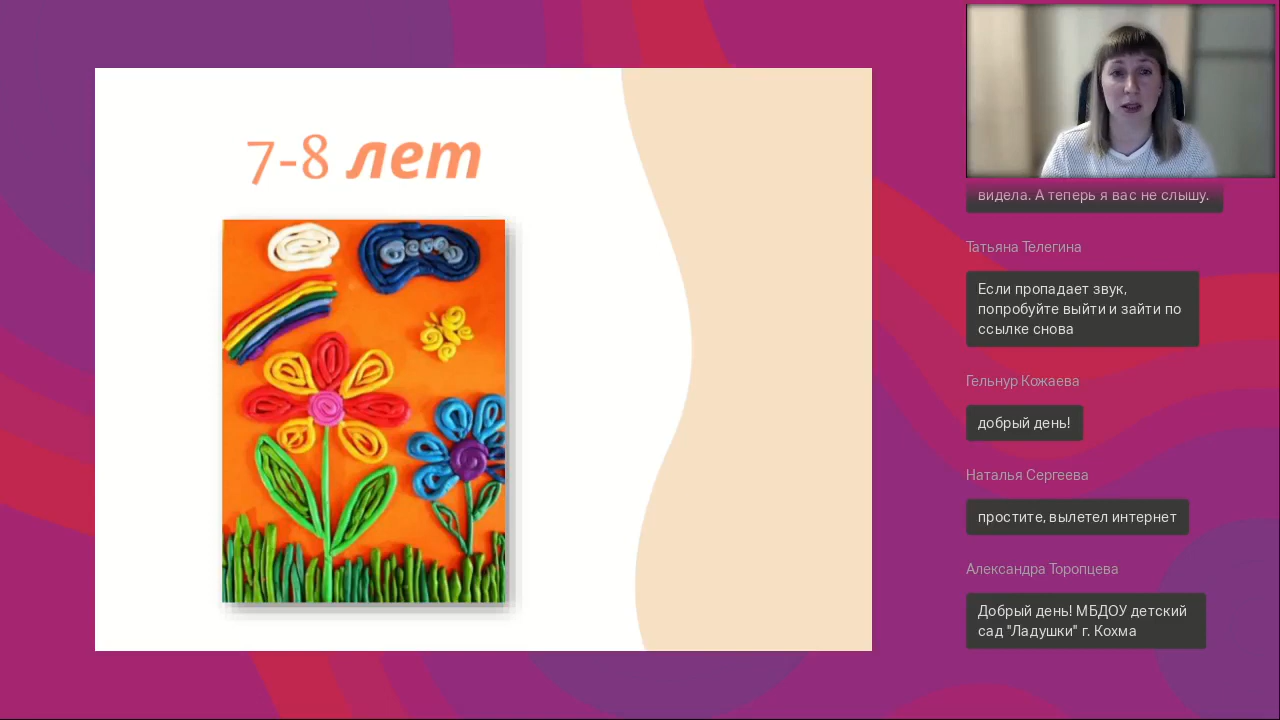 7-8 лет
видела. А теперь я вас не слышу.
Татьяна Телегина
Если пропадает звук,
попробуйте выйти и зайти по
ссылке снова
Гельнур Кожаева
добрый день!
Наталья Сергеева
простите, вылетел интернет
Александра Торопцева
Добрый день! МБДОУ детский
сад "Ладушки" г. Кохма